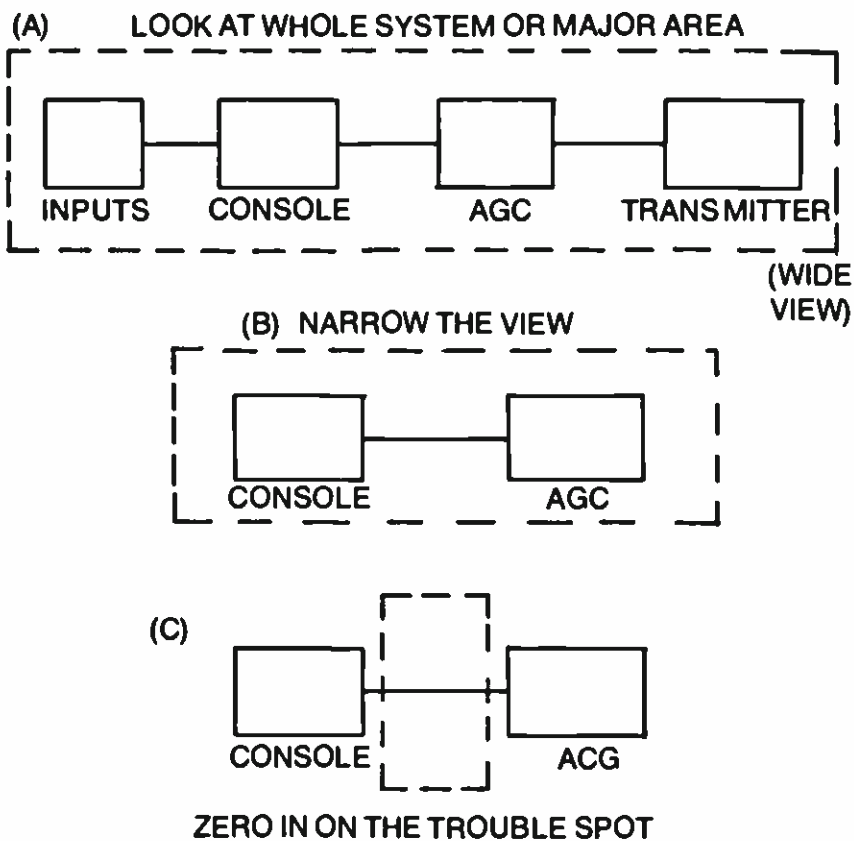 (A) LOOK AT WHOLE SYSTEM OR MAJOR AREA
INPUTS CONSOLE AGC TRANSMITTER
(WIDE
VIEW)
(B) NARROW THE VIEW
CONSOLE AGC
(C)
CONSOLE ACG
ZERO IN ON THE TROUBLE SPOT